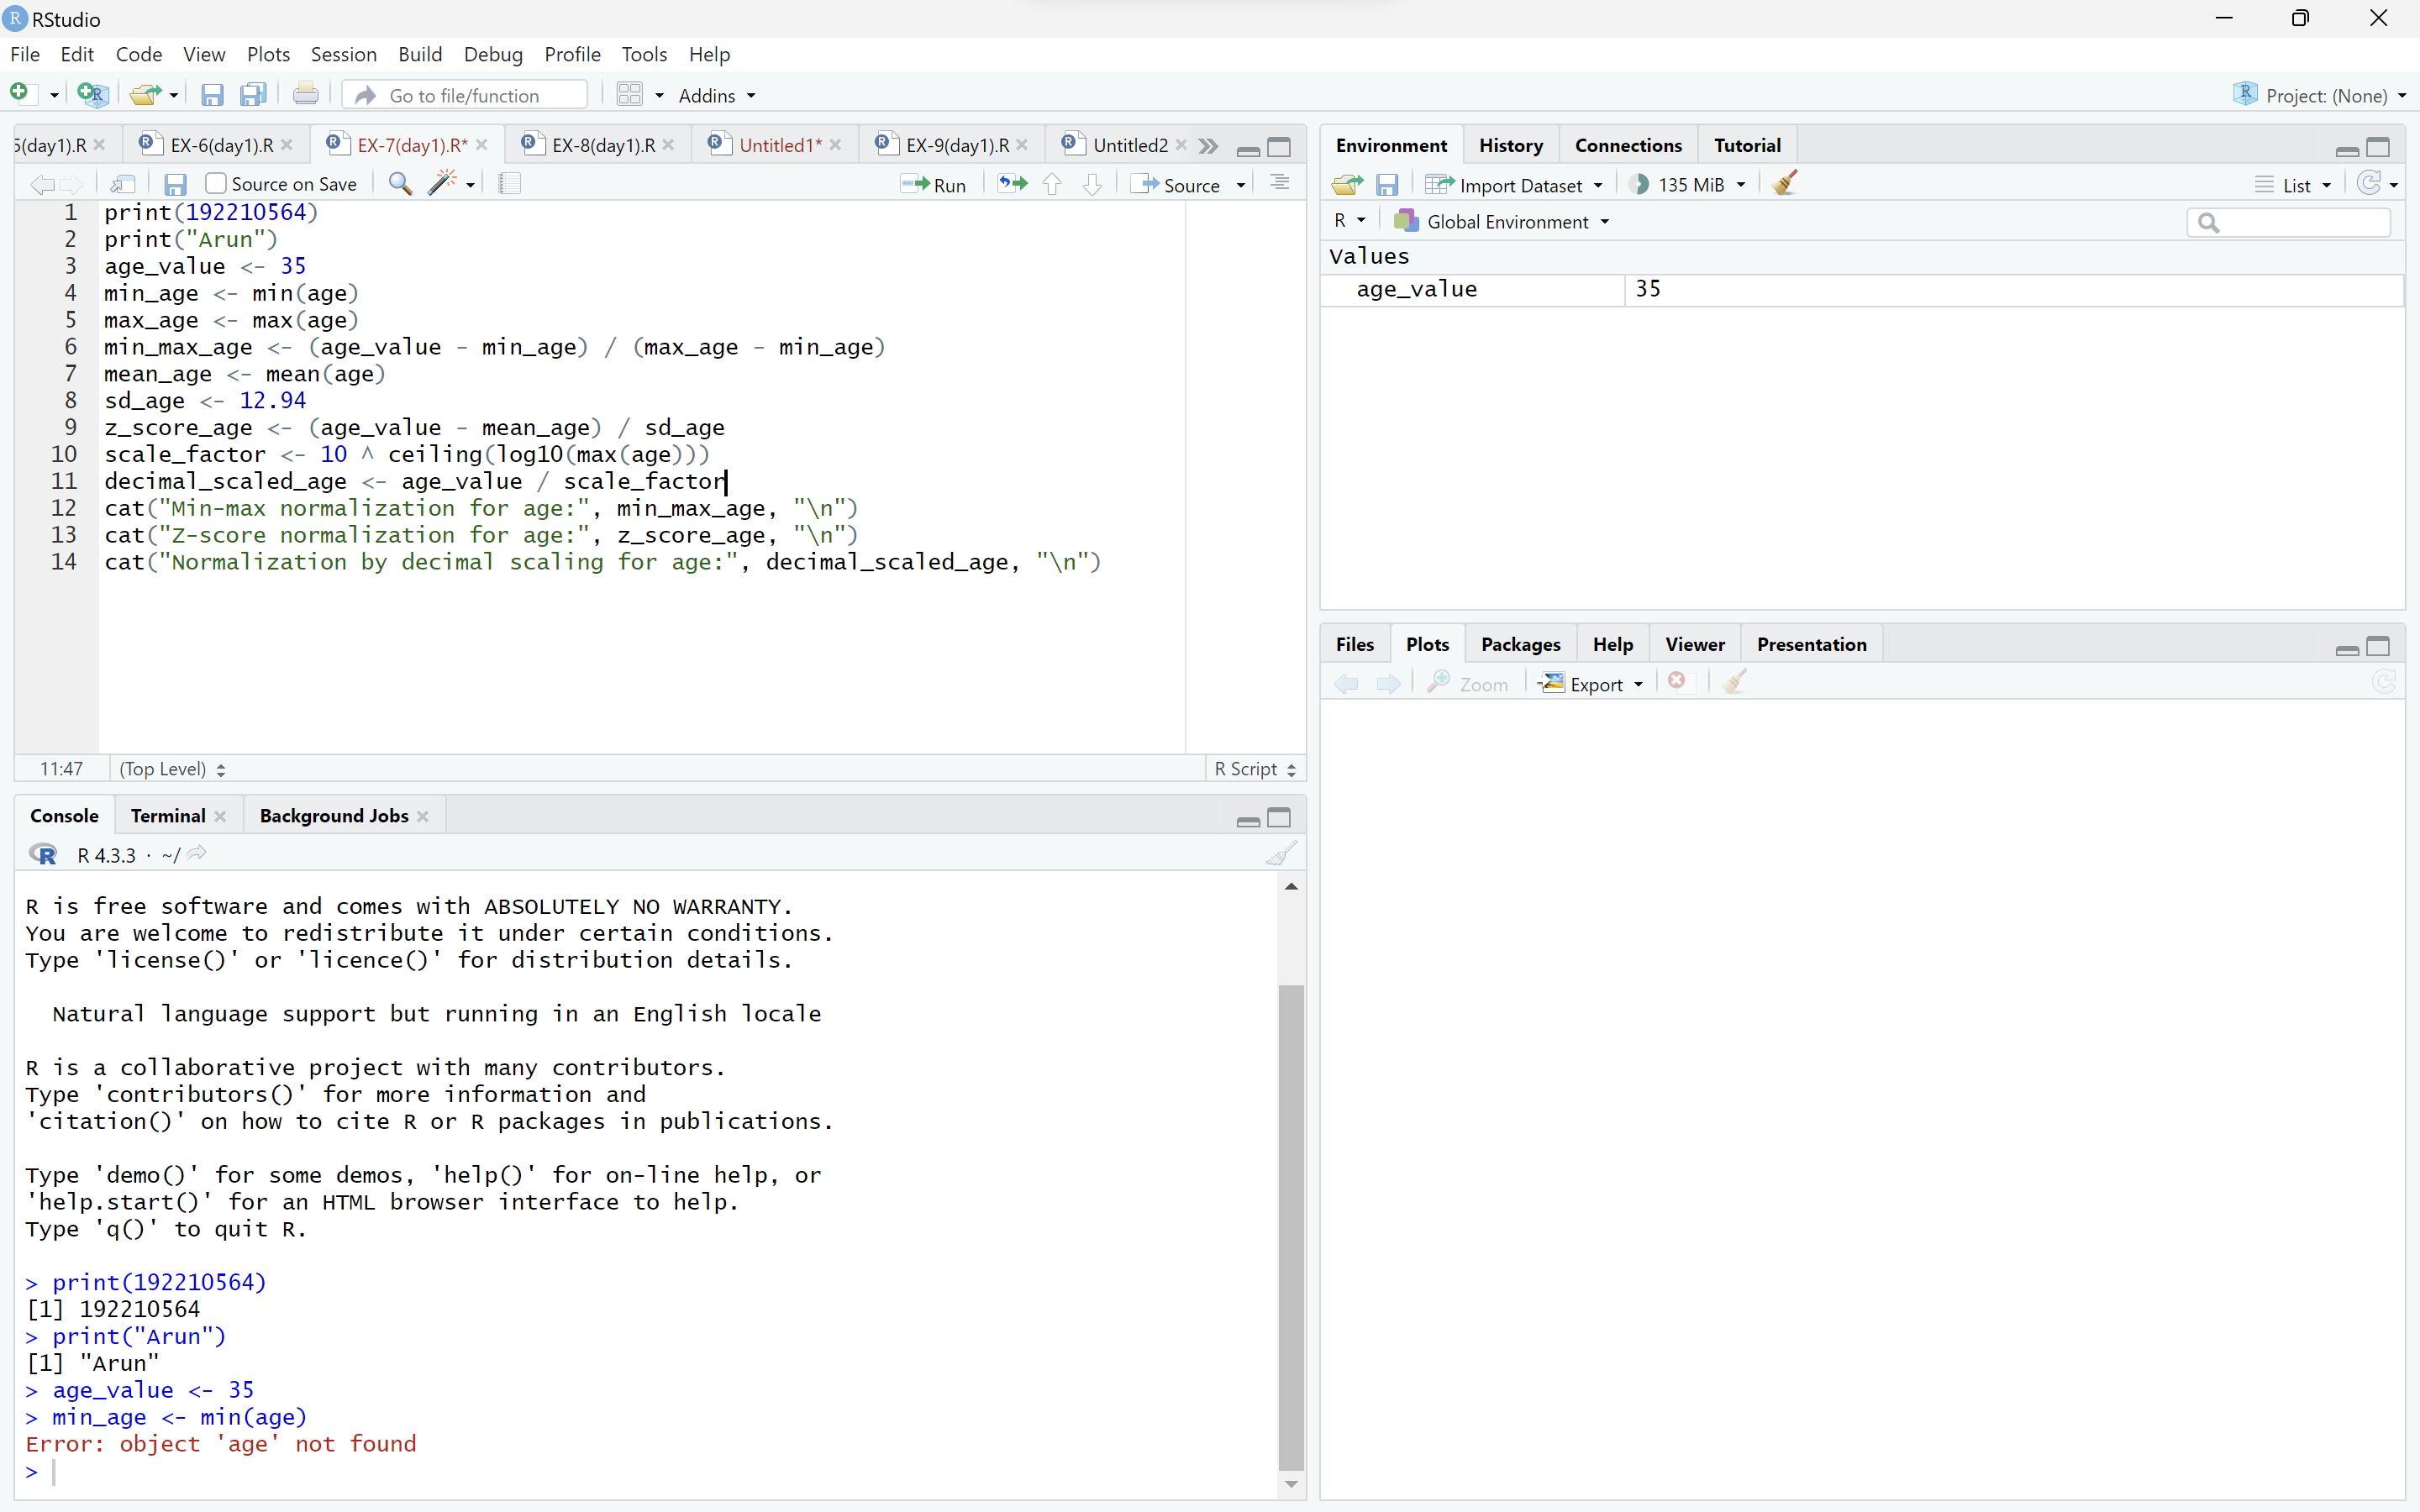 RStudio
File Edit Code View Plots Session Build Debug Profile Tools Help
Go to file/function Addins Project: (None)
5(day1).R EX-6(day1).R EX-7(day1).R* EX-8(day1).R Untitled1* EX-9(day1).R Untitled2
Source on Save Run Source
1 print(192210564)
2 print("Arun")
3 age_value <- 35
4 min_age <- min(age)
5 max_age <- max(age)
6 min_max_age <- (age_value - min_age) / (max_age - min_age)
7 mean_age <- mean(age)
8 sd_age <- 12.94
9 z_score_age <- (age_value - mean_age) / sd_age
10 scale_factor <- 10 ^ ceiling(log10(max(age)))
11 decimal_scaled_age <- age_value / scale_factor
12 cat("Min-max normalization for age:", min_max_age, "\n")
13 cat("Z-score normalization for age:", z_score_age, "\n")
14 cat("Normalization by decimal scaling for age:", decimal_scaled_age, "\n")
11:47 (Top Level) R Script
Console Terminal Background Jobs
R R 4.3.3 · ~/
R is free software and comes with ABSOLUTELY NO WARRANTY.
You are welcome to redistribute it under certain conditions.
Type 'license()' or 'licence()' for distribution details.
Natural language support but running in an English locale
R is a collaborative project with many contributors.
Type 'contributors()' for more information and
'citation()' on how to cite R or R packages in publications.
Type 'demo()' for some demos, 'help()' for on-line help, or
'help.start()' for an HTML browser interface to help.
Type 'q()' to quit R.
> print(192210564)
[1] 192210564
> print("Arun")
[1] "Arun"
> age_value <- 35
> min_age <- min(age)
Error: object 'age' not found
>
Environment History Connections Tutorial
Import Dataset 135 MiB List
R Global Environment
Values
age_value 35
Files Plots Packages Help Viewer Presentation
Zoom Export